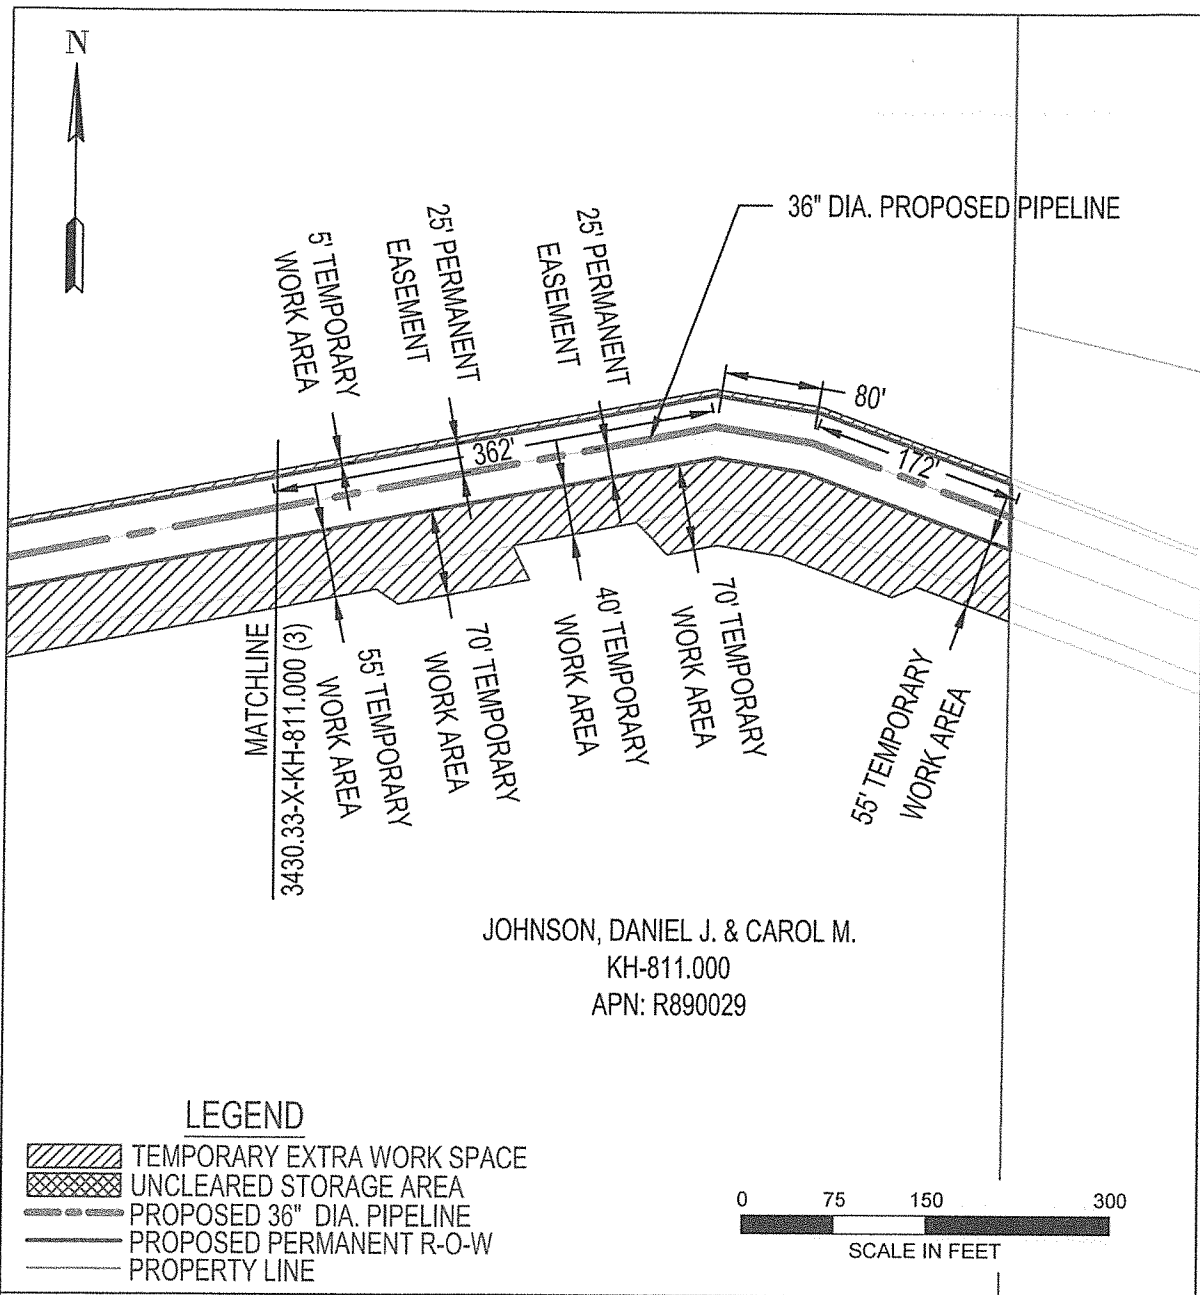 N
36" DIA. PROPOSED PIPELINE
5' TEMPORARY
WORK AREA
25' PERMANENT
EASEMENT
25' PERMANENT
EASEMENT
80'
362'
172'
MATCHLINE
3430.33-X-KH-811.000 (3)
55' TEMPORARY
WORK AREA
70' TEMPORARY
WORK AREA
40' TEMPORARY
WORK AREA
70' TEMPORARY
WORK AREA
55' TEMPORARY
WORK AREA
JOHNSON, DANIEL J. & CAROL M.
KH-811.000
APN: R890029
LEGEND
TEMPORARY EXTRA WORK SPACE
UNCLEARED STORAGE AREA
PROPOSED 36" DIA. PIPELINE
PROPOSED PERMANENT R-O-W
PROPERTY LINE
0 75 150 300
SCALE IN FEET